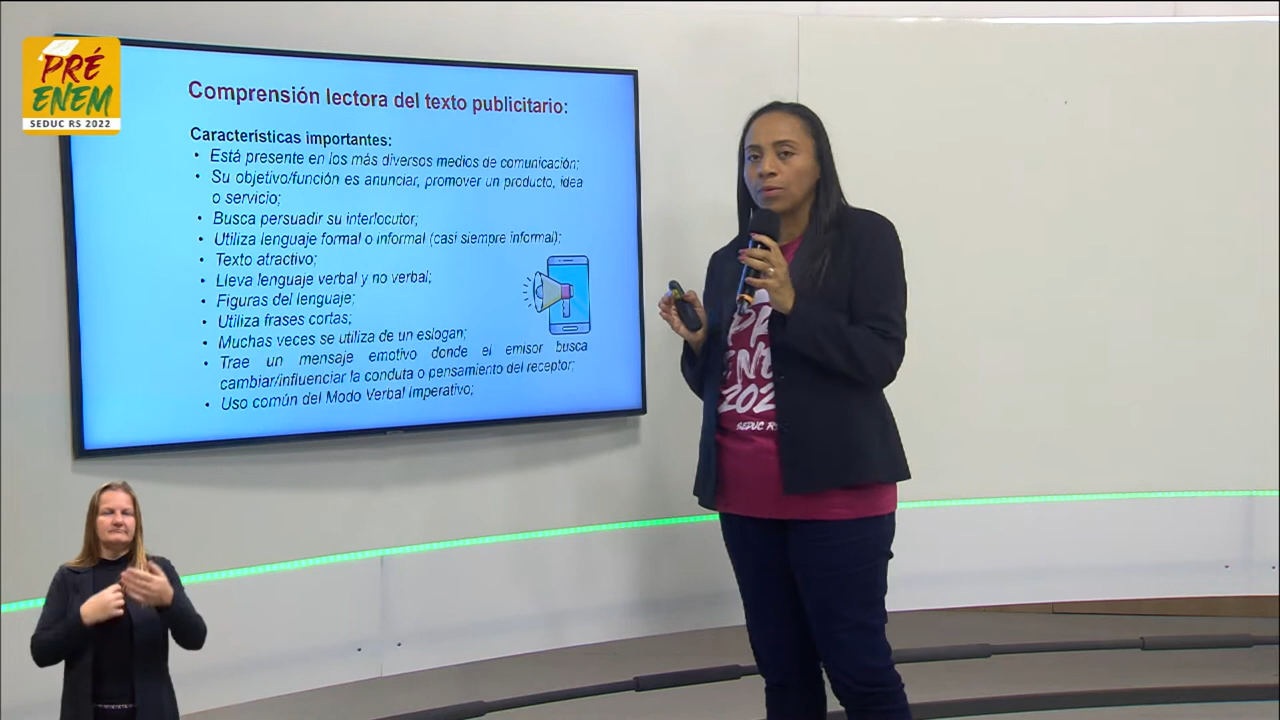 PRÉ
ENEM
SEDUC RS 2022
Comprensión lectora del texto publicitario:
Características importantes:
• Está presente en los más diversos medios de comunicación;
• Su objetivo/función es anunciar, promover un producto, idea
o servicio;
• Busca persuadir su interlocutor;
• Utiliza lenguaje formal o informal (casi siempre informal);
• Texto atractivo;
• Lleva lenguaje verbal y no verbal;
• Figuras del lenguaje;
• Utiliza frases cortas;
• Muchas veces se utiliza de un eslogan;
• Trae un mensaje emotivo donde el emisor busca
cambiar/influenciar la conducta o pensamiento del receptor;
• Uso común del Modo Verbal Imperativo;
SEDUC RS